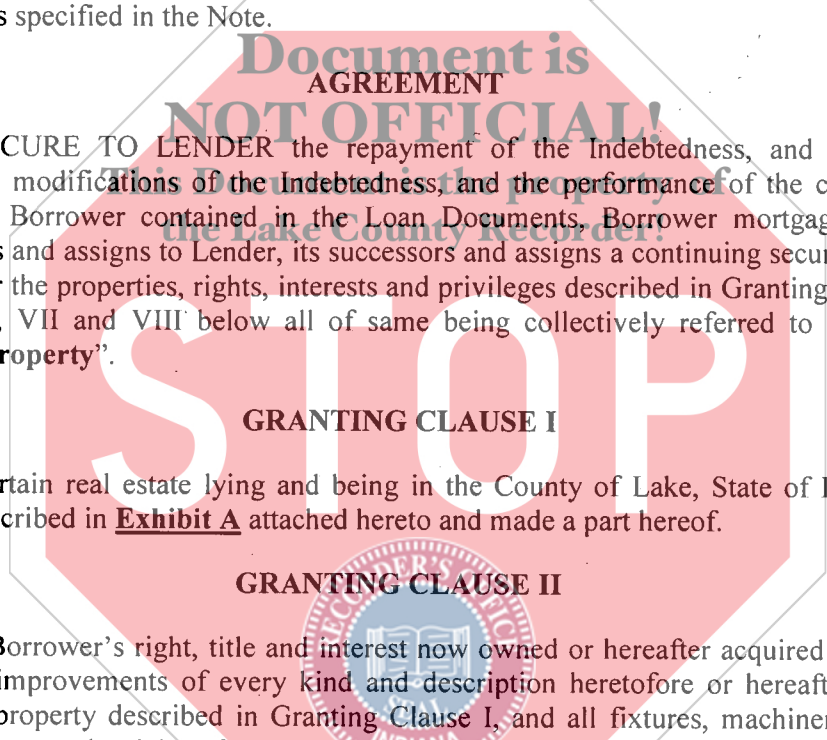 s specified in the Note.
Document is
AGREEMENT
NOT OFFICIAL!
CURE TO LENDER the repayment of the Indebtedness, and
This Document is the property of
modifications of the Indebtedness, and the performance of the c
the Lake County Recorder!
Borrower contained in the Loan Documents, Borrower mortgag
s and assigns to Lender, its successors and assigns a continuing secur
r the properties, rights, interests and privileges described in Granting
, VII and VIII below all of same being collectively referred to
roperty”.
STOP
GRANTING CLAUSE I
rtain real estate lying and being in the County of Lake, State of I
cribed in Exhibit A attached hereto and made a part hereof.
GRANTING CLAUSE II
RECORDER'S OFFICE
Borrower’s right, title and interest now owned or hereafter acquired
improvements of every kind and description heretofore or hereaft
property described in Granting Clause I, and all fixtures, machiner
SEAL
INDIANA